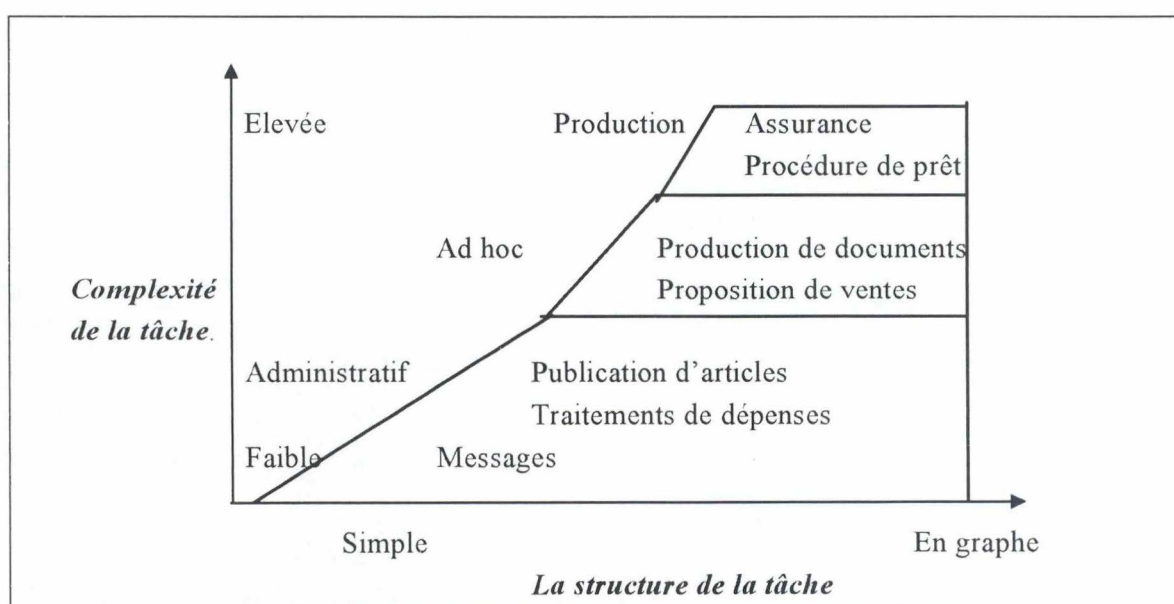 Elevée Production Assurance
Procédure de prêt
Ad hoc Production de documents
Complexité Proposition de ventes
de la tâche.
Administratif Publication d'articles
Traitements de dépenses
Faible Messages
Simple En graphe
La structure de la tâche